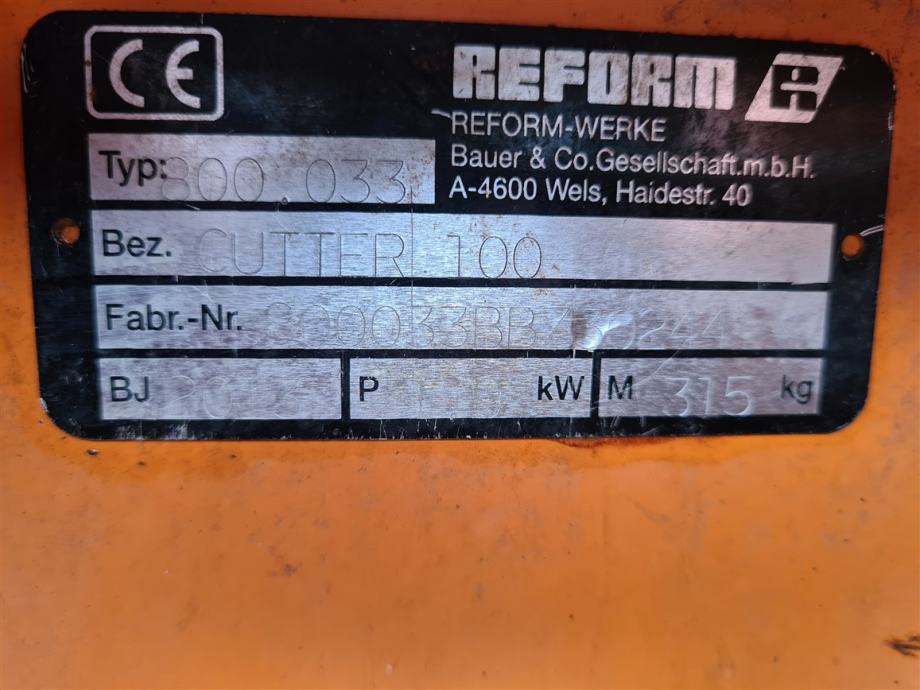 CE
REFORM R
REFORM-WERKE
Bauer & Co.Gesellschaft.m.b.H.
A-4600 Wels, Haidestr. 40
Typ: 800 033
Bez. CUTTER 100
Fabr.-Nr.
BJ
P kW
M 315 kg